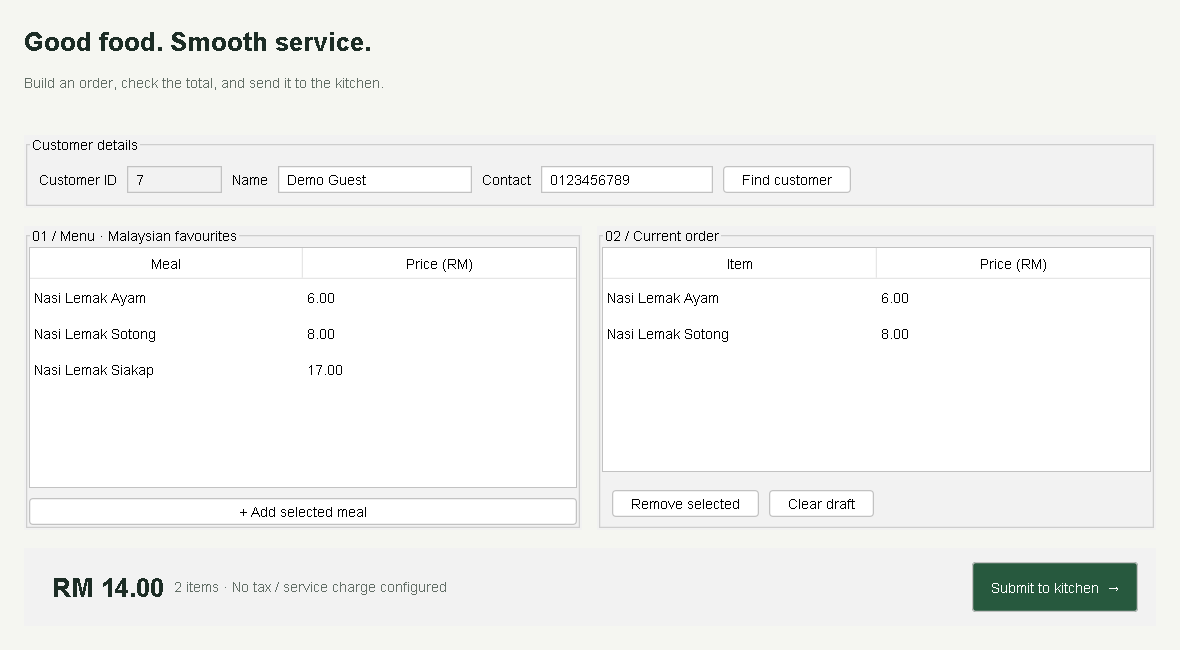 Good food. Smooth service.
Build an order, check the total, and send it to the kitchen.
Customer details
Customer ID 7 Name Demo Guest Contact 0123456789 Find customer
01 / Menu · Malaysian favourites
Meal Price (RM)
Nasi Lemak Ayam 6.00
Nasi Lemak Sotong 8.00
Nasi Lemak Siakap 17.00
+ Add selected meal
02 / Current order
Item Price (RM)
Nasi Lemak Ayam 6.00
Nasi Lemak Sotong 8.00
Remove selected Clear draft
RM 14.00 2 items · No tax / service charge configured
Submit to kitchen →